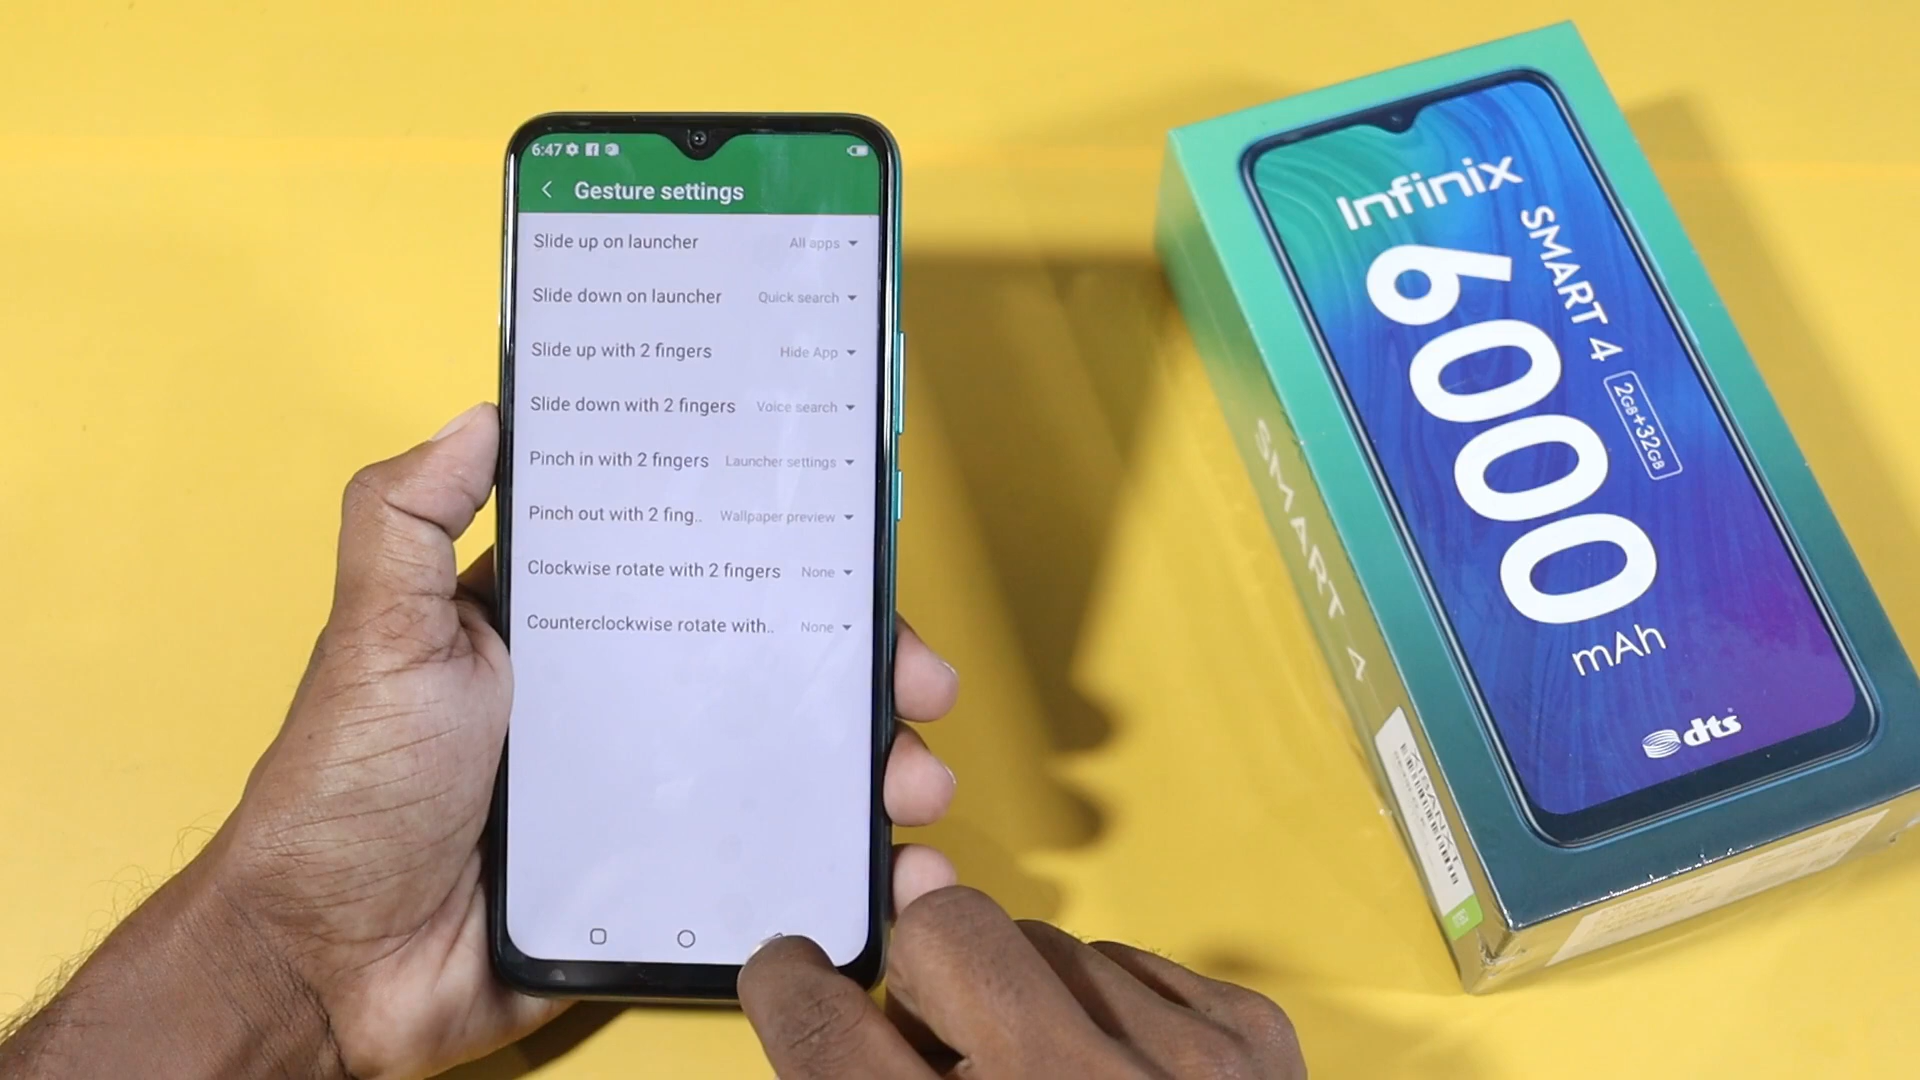 6:47
Gesture settings
Slide up on launcher All apps
Slide down on launcher Quick search
Slide up with 2 fingers Hide App
Slide down with 2 fingers Voice search
Pinch in with 2 fingers Launcher settings
Pinch out with 2 fing.. Wallpaper preview
Clockwise rotate with 2 fingers None
Counterclockwise rotate with.. None
Infinix
SMART 4
2GB+32GB
6000
mAh
dts
SMART 4